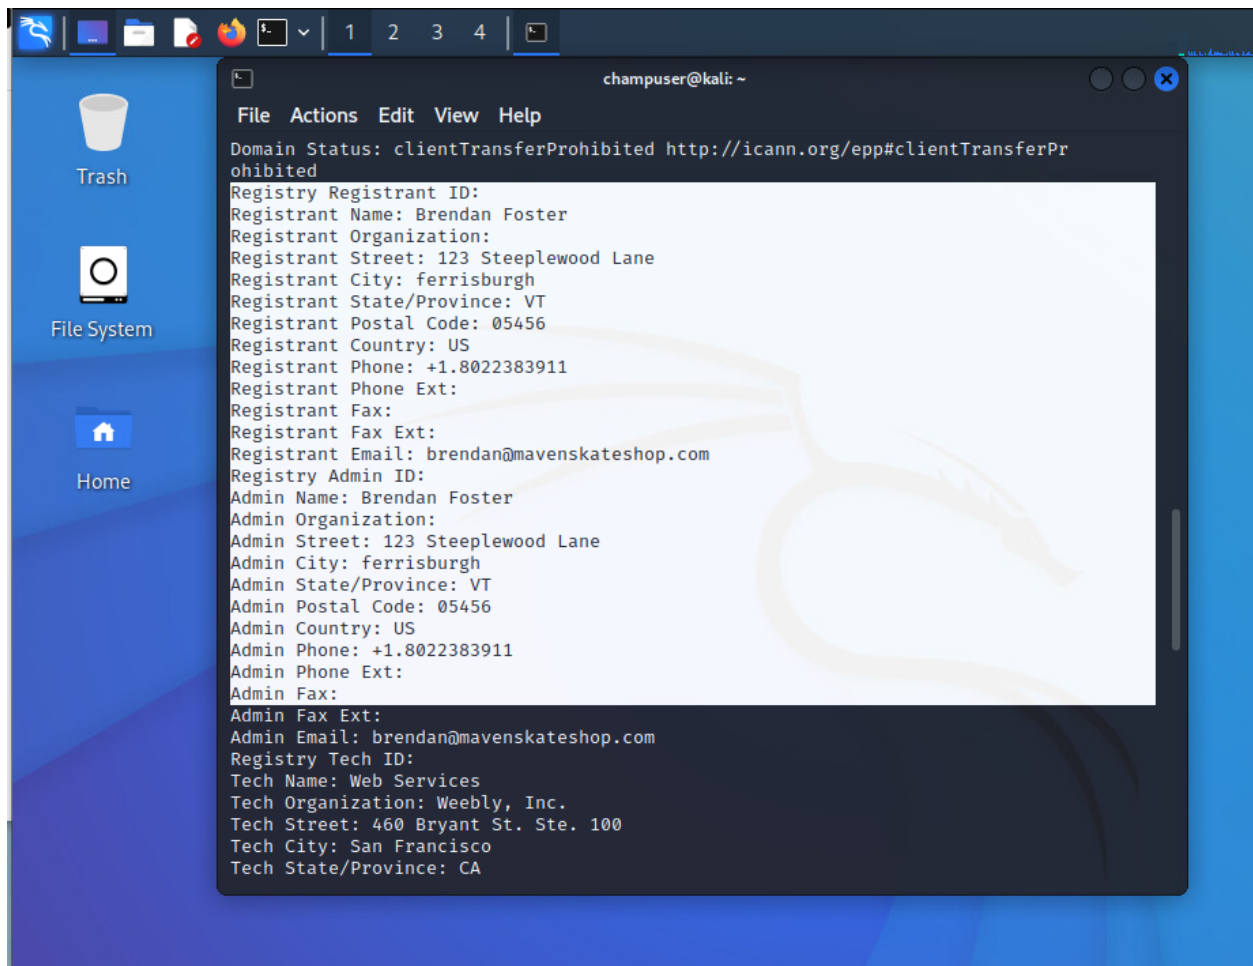 1 2 3 4
champuser@kali: ~
File Actions Edit View Help
Domain Status: clientTransferProhibited http://icann.org/epp#clientTransferPr
ohibited
Registry Registrant ID:
Registrant Name: Brendan Foster
Registrant Organization:
Registrant Street: 123 Steeplewood Lane
Registrant City: ferrisburgh
Registrant State/Province: VT
Registrant Postal Code: 05456
Registrant Country: US
Registrant Phone: +1.8022383911
Registrant Phone Ext:
Registrant Fax:
Registrant Fax Ext:
Registrant Email: brendan@mavenskateshop.com
Registry Admin ID:
Admin Name: Brendan Foster
Admin Organization:
Admin Street: 123 Steeplewood Lane
Admin City: ferrisburgh
Admin State/Province: VT
Admin Postal Code: 05456
Admin Country: US
Admin Phone: +1.8022383911
Admin Phone Ext:
Admin Fax:
Admin Fax Ext:
Admin Email: brendan@mavenskateshop.com
Registry Tech ID:
Tech Name: Web Services
Tech Organization: Weebly, Inc.
Tech Street: 460 Bryant St. Ste. 100
Tech City: San Francisco
Tech State/Province: CA
Trash
File System
Home